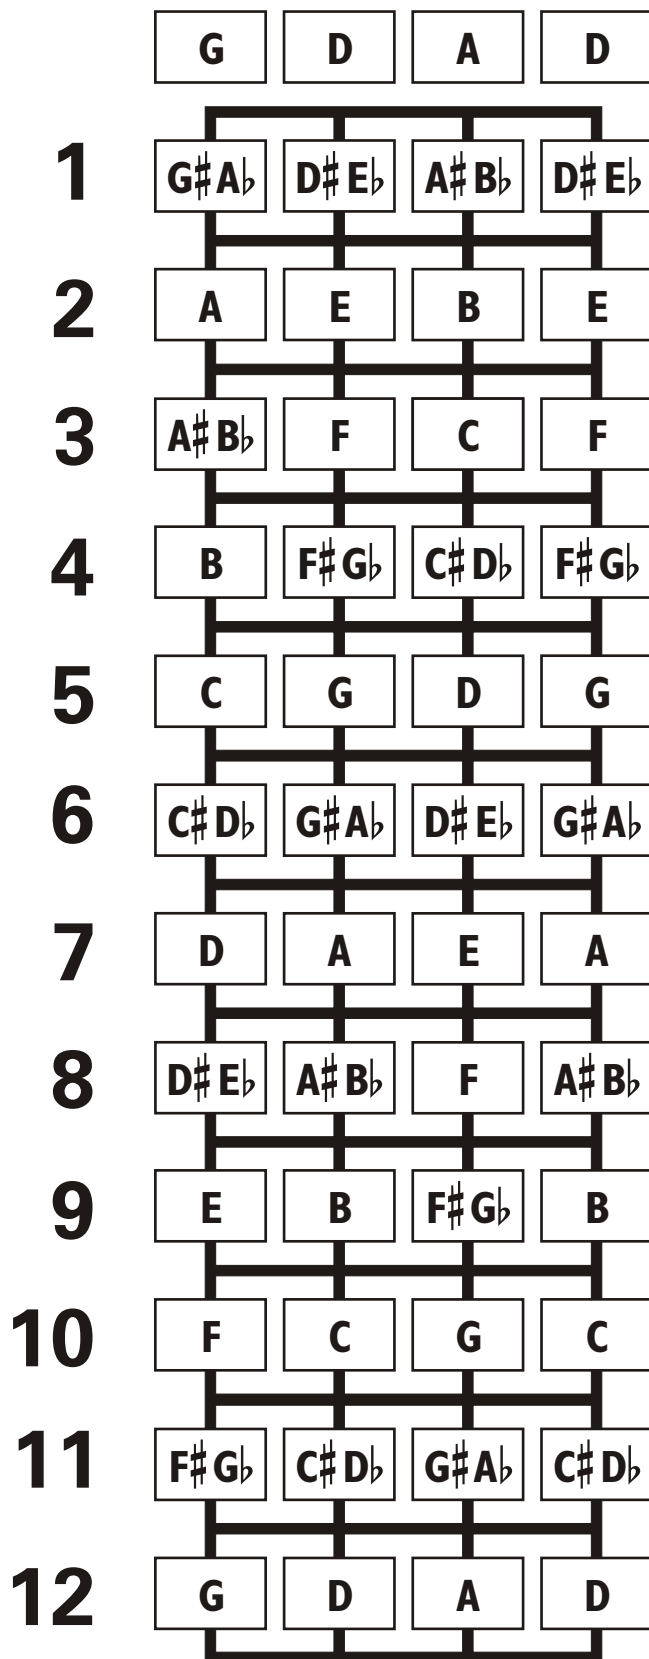 G D A D
1 G♯A♭ D♯E♭ A♯B♭ D♯E♭
2 A E B E
3 A♯B♭ F C F
4 B F♯G♭ C♯D♭ F♯G♭
5 C G D G
6 C♯D♭ G♯A♭ D♯E♭ G♯A♭
7 D A E A
8 D♯E♭ A♯B♭ F A♯B♭
9 E B F♯G♭ B
10 F C G C
11 F♯G♭ C♯D♭ G♯A♭ C♯D♭
12 G D A D